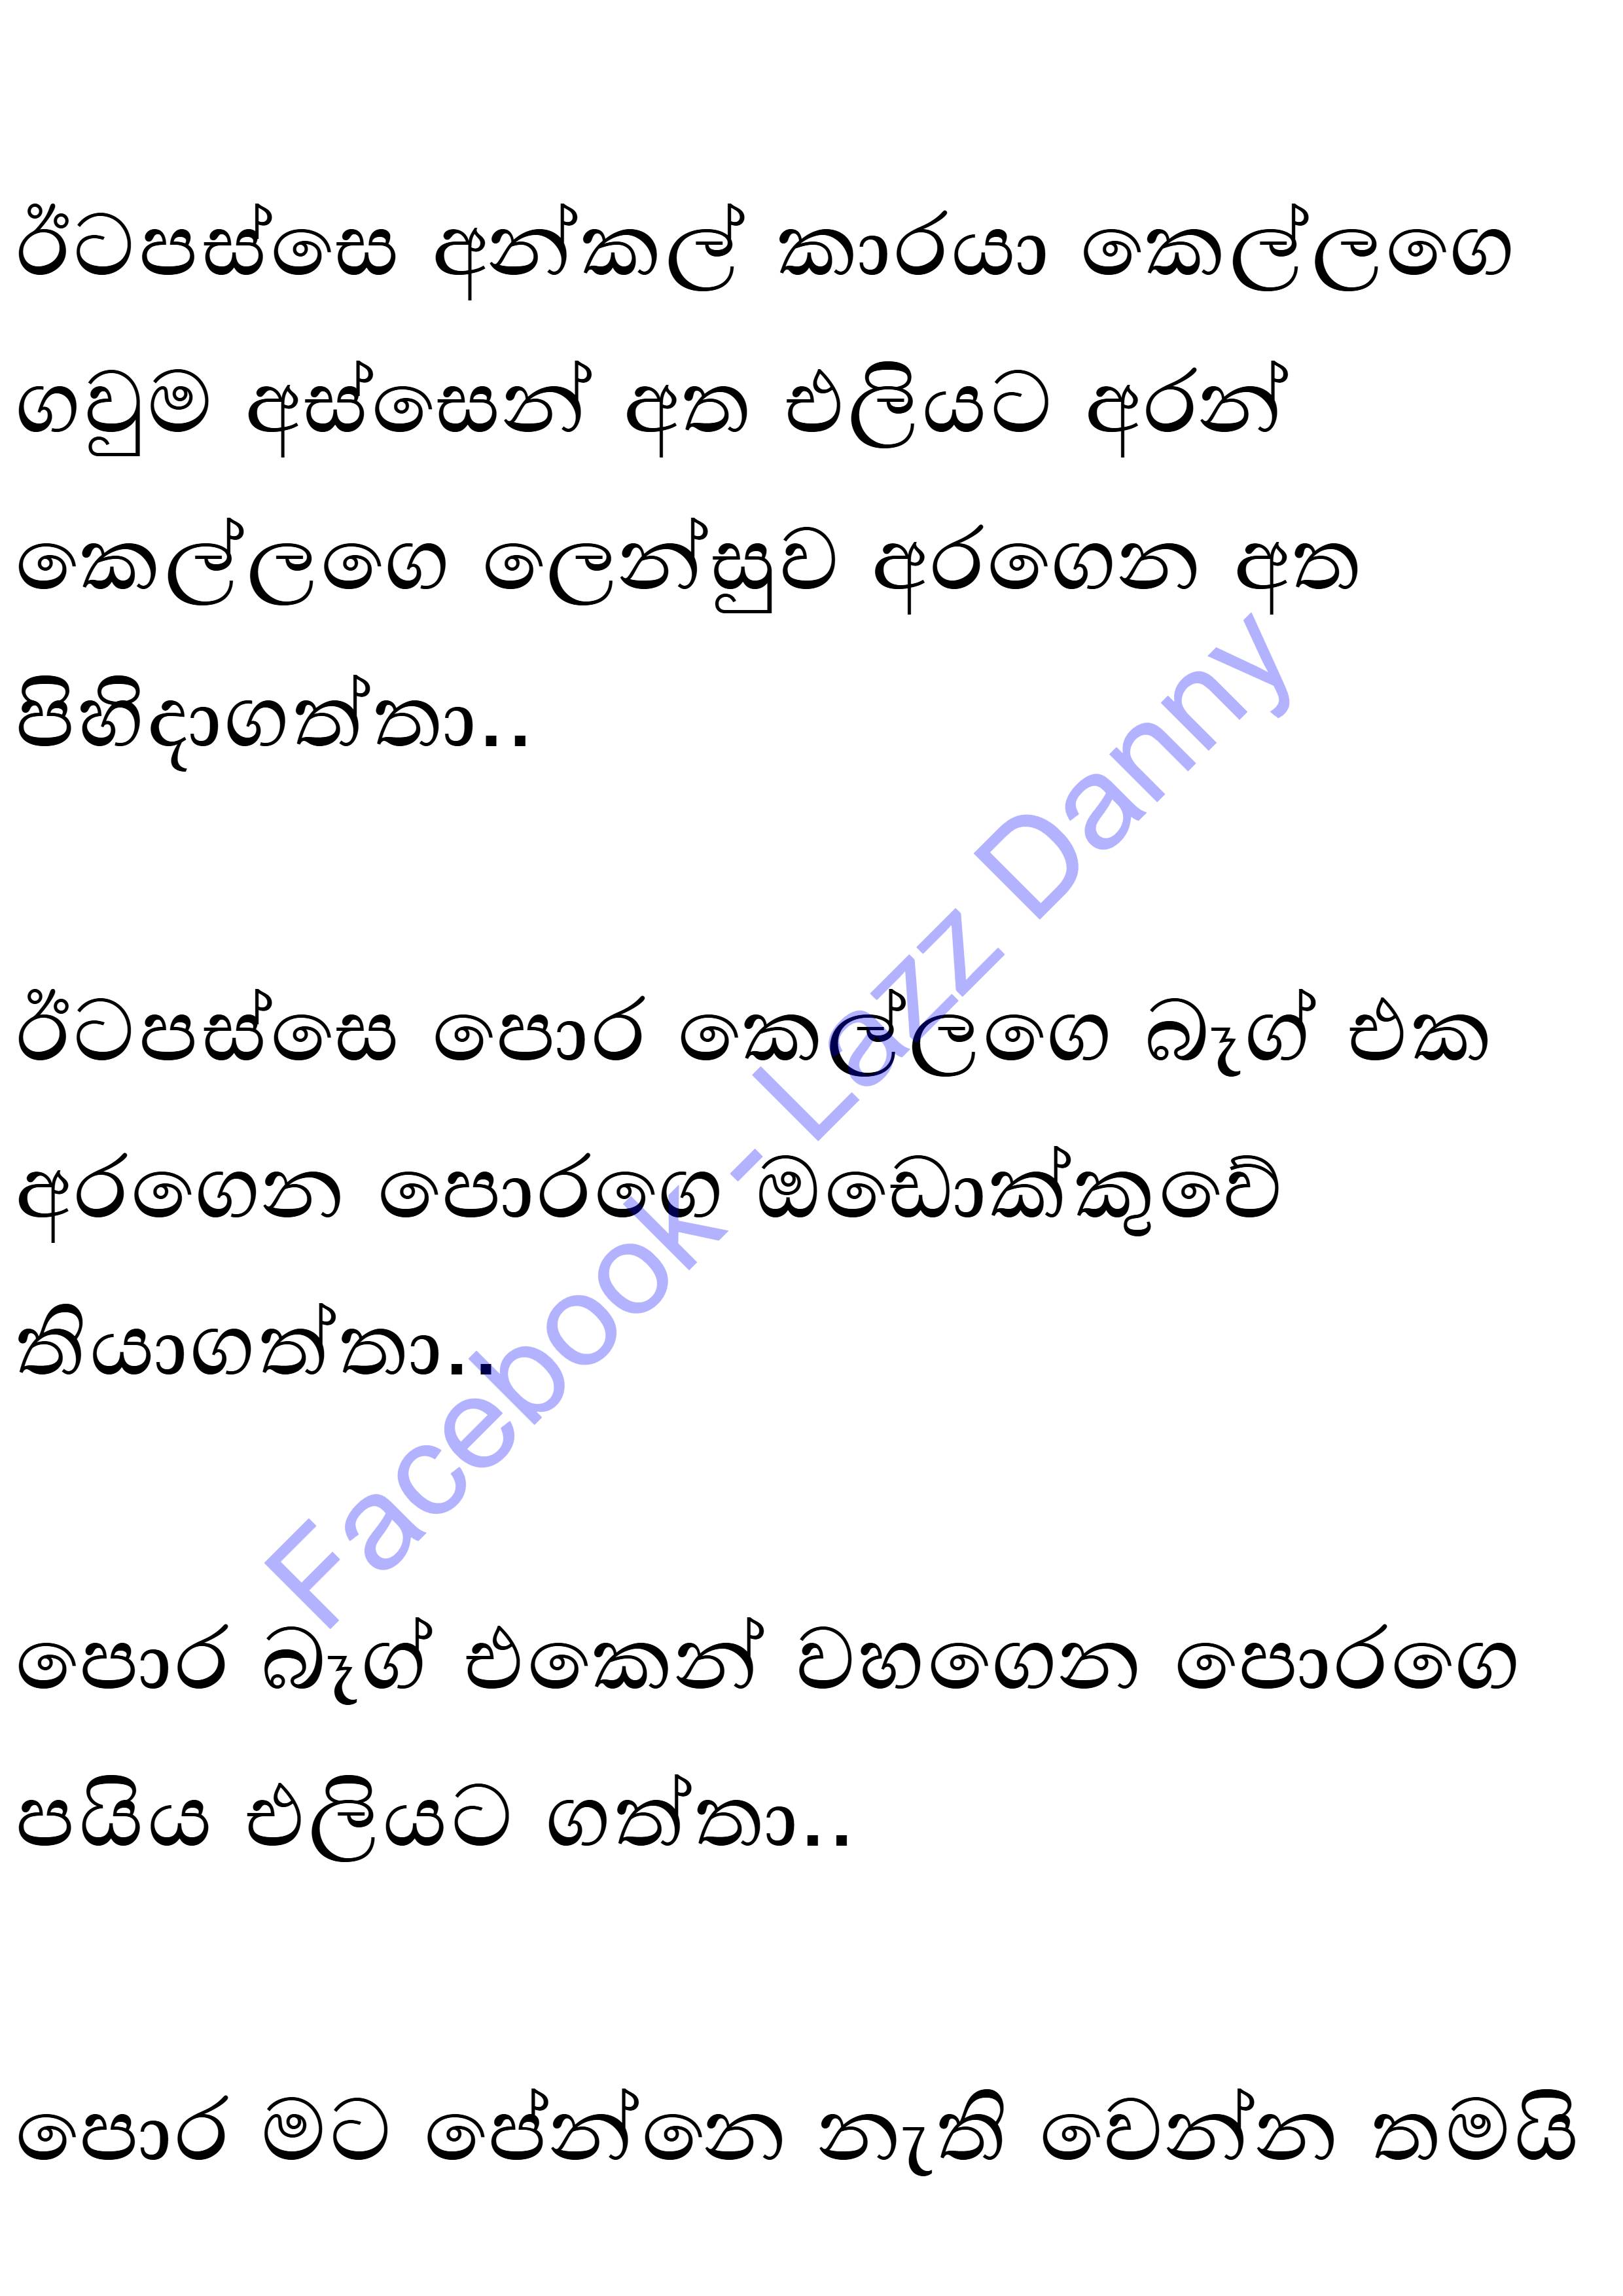 ඊටපස්සෙ අන්කල් කාරයා කෙල්ලගෙ
ගවුම අස්සෙන් අත එලියට අරන්
කෙල්ලගෙ ලෙන්සුව අරගෙන අත
පිහිදාගත්තා..
ඊටපස්සෙ පොර කෙල්ලගෙ බෑග් එක
අරගෙන පොරගෙ ඔඩොක්කුවේ
තියාගත්තා..
පොර බෑග් එකෙන් වහගෙන පොරගෙ
පයිය එලියට ගත්තා..
පොර මට පේන්නෙ නැති වෙන්න තමයි
Facebook - Lazz Danny